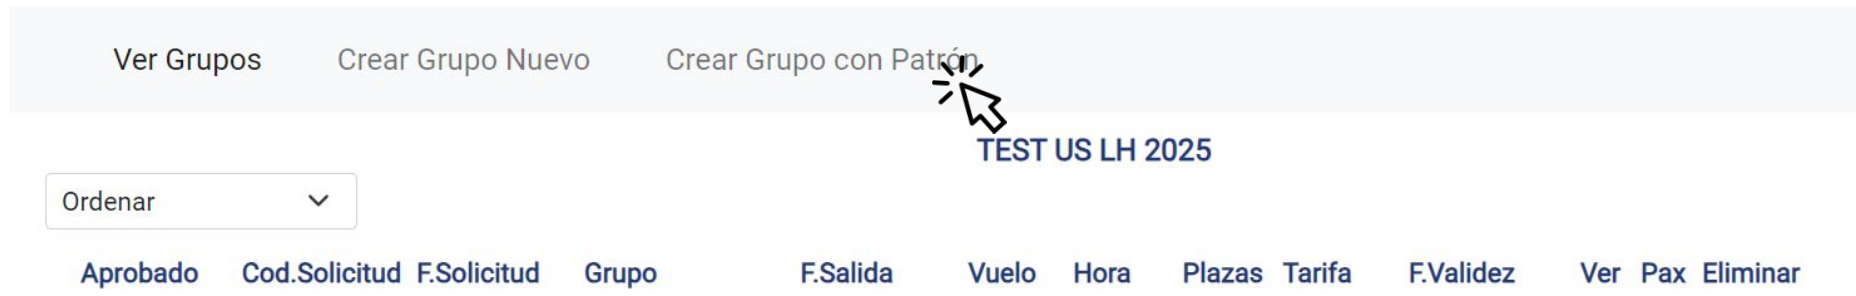 Ver Grupos Crear Grupo Nuevo Crear Grupo con Patrón
TEST US LH 2025
Ordenar
Aprobado Cod.Solicitud F.Solicitud Grupo F.Salida Vuelo Hora Plazas Tarifa F.Validez Ver Pax Eliminar